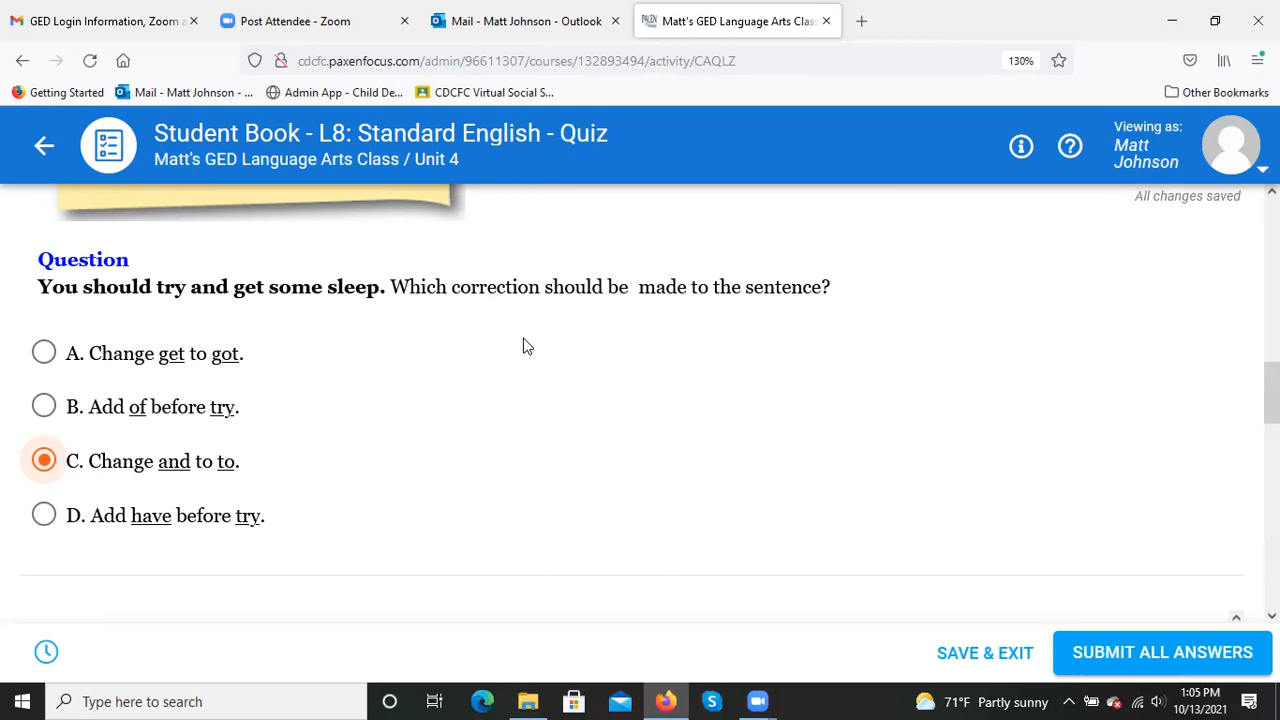 GED Login Information, Zoom a
Post Attendee - Zoom
Mail - Matt Johnson - Outlook
PAXEN
Matt's GED Language Arts Clas
cdcfc.paxenfocus.com/admin/96611307/courses/132893494/activity/CAQLZ
130%
Getting Started
Mail - Matt Johnson - ...
Admin App - Child De...
CDCFC Virtual Social S...
Other Bookmarks
Student Book - L8: Standard English - Quiz
Matt's GED Language Arts Class / Unit 4
Viewing as:
Matt
Johnson
All changes saved
Question
You should try and get some sleep. Which correction should be made to the sentence?
A. Change get to got.
B. Add of before try.
C. Change and to to.
D. Add have before try.
SAVE & EXIT
SUBMIT ALL ANSWERS
Type here to search
71°F Partly sunny
1:05 PM
10/13/2021